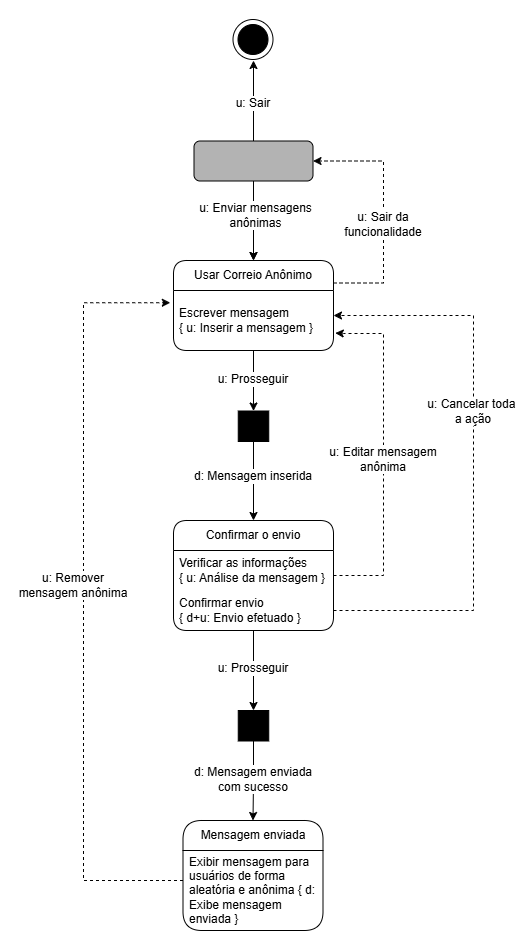 u: Sair
u: Enviar mensagens
anônimas
u: Sair da
funcionalidade
Usar Correio Anônimo
Escrever mensagem
{ u: Inserir a mensagem }
u: Prosseguir
u: Cancelar toda
a ação
u: Editar mensagem
anônima
d: Mensagem inserida
Confirmar o envio
Verificar as informações
{ u: Análise da mensagem }
Confirmar envio
{ d+u: Envio efetuado }
u: Remover
mensagem anônima
u: Prosseguir
d: Mensagem enviada
com sucesso
Mensagem enviada
Exibir mensagem para
usuários de forma
aleatória e anônima { d:
Exibe mensagem
enviada }